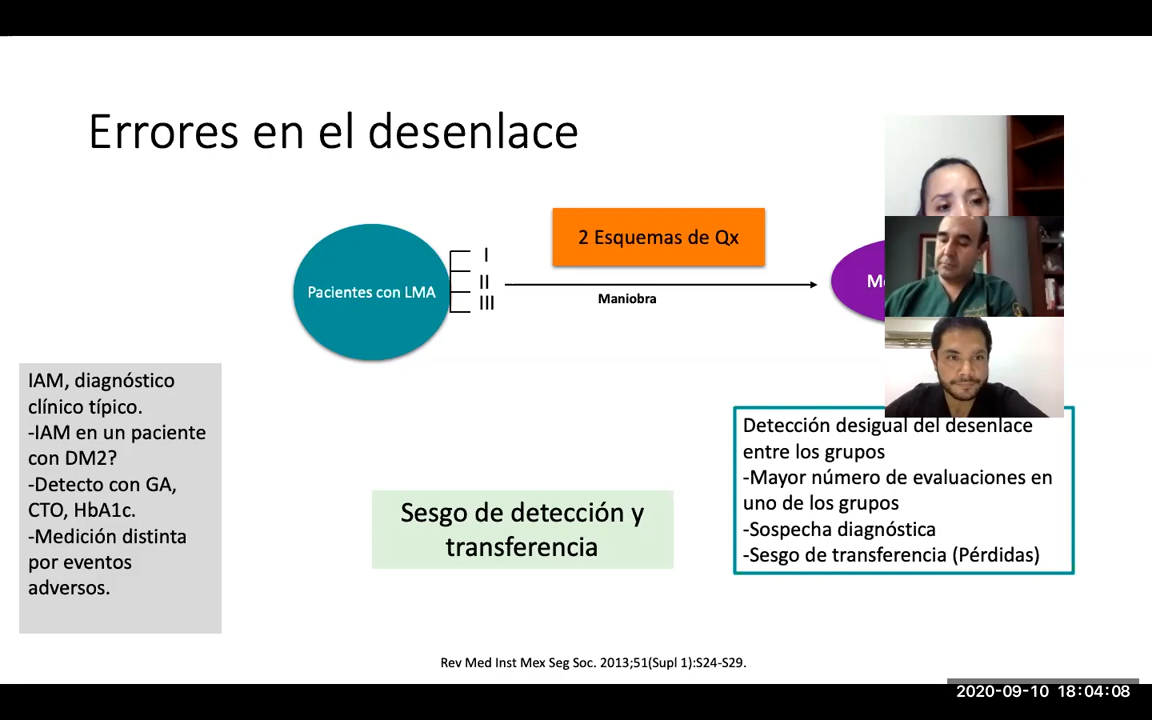 Errores en el desenlace
2 Esquemas de Qx
Pacientes con LMA
I
II
III
Maniobra
IAM, diagnóstico
clínico típico.
-IAM en un paciente
con DM2?
-Detecto con GA,
CTO, HbA1c.
-Medición distinta
por eventos
adversos.
Sesgo de detección y
transferencia
Detección desigual del desenlace
entre los grupos
-Mayor número de evaluaciones en
uno de los grupos
-Sospecha diagnóstica
-Sesgo de transferencia (Pérdidas)
Rev Med Inst Mex Seg Soc. 2013;51(Supl 1):S24-S29.
2020-09-10 18:04:08